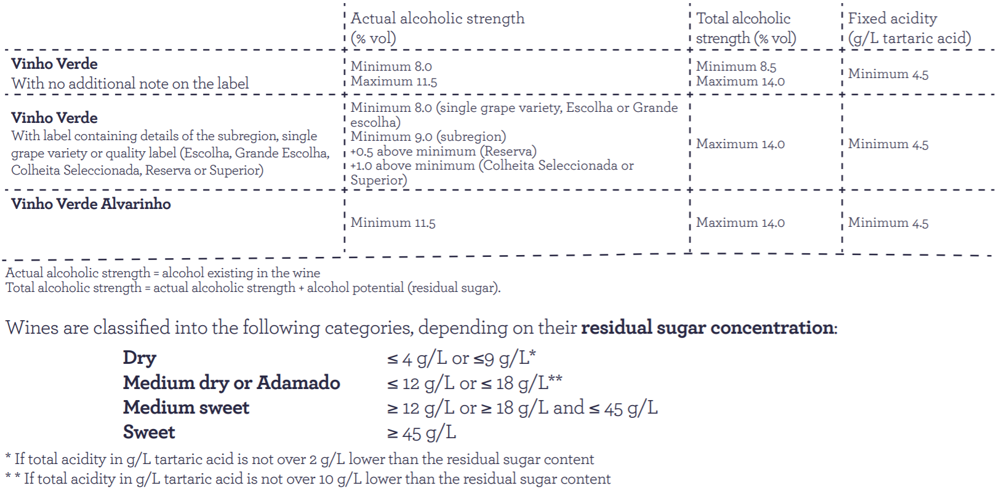 Actual alcoholic strength
(% vol)
Total alcoholic
strength (% vol)
Fixed acidity
(g/L tartaric acid)
Vinho Verde
With no additional note on the label
Minimum 8.0
Maximum 11.5
Minimum 8.5
Maximum 14.0
Minimum 4.5
Vinho Verde
With label containing details of the subregion, single
grape variety or quality label (Escolha, Grande Escolha,
Colheita Seleccionada, Reserva or Superior)
Minimum 8.0 (single grape variety, Escolha or Grande
escolha)
Minimum 9.0 (subregion)
+0.5 above minimum (Reserva)
+1.0 above minimum (Colheita Seleccionada or
Superior)
Maximum 14.0
Minimum 4.5
Vinho Verde Alvarinho
Minimum 11.5
Maximum 14.0
Minimum 4.5
Actual alcoholic strength = alcohol existing in the wine
Total alcoholic strength = actual alcoholic strength + alcohol potential (residual sugar).
Wines are classified into the following categories, depending on their residual sugar concentration:
Dry ≤ 4 g/L or ≤9 g/L*
Medium dry or Adamado ≤ 12 g/L or ≤ 18 g/L**
Medium sweet ≥ 12 g/L or ≥ 18 g/L and ≤ 45 g/L
Sweet ≥ 45 g/L
* If total acidity in g/L tartaric acid is not over 2 g/L lower than the residual sugar content
* * If total acidity in g/L tartaric acid is not over 10 g/L lower than the residual sugar content